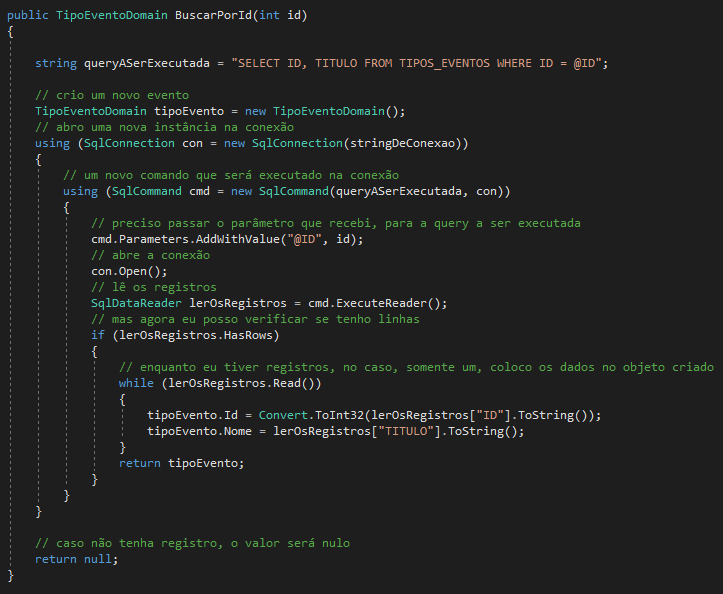 public TipoEventoDomain BuscarPorId(int id)
{
string queryASerExecutada = "SELECT ID, TITULO FROM TIPOS_EVENTOS WHERE ID = @ID";
// crio um novo evento
TipoEventoDomain tipoEvento = new TipoEventoDomain();
// abro uma nova instância na conexão
using (SqlConnection con = new SqlConnection(stringDeConexao))
{
// um novo comando que será executado na conexão
using (SqlCommand cmd = new SqlCommand(queryASerExecutada, con))
{
// preciso passar o parâmetro que recebi, para a query a ser executada
cmd.Parameters.AddWithValue("@ID", id);
// abre a conexão
con.Open();
// lê os registros
SqlDataReader lerOsRegistros = cmd.ExecuteReader();
// mas agora eu posso verificar se tenho linhas
if (lerOsRegistros.HasRows)
{
// enquanto eu tiver registros, no caso, somente um, coloco os dados no objeto criado
while (lerOsRegistros.Read())
{
tipoEvento.Id = Convert.ToInt32(lerOsRegistros["ID"].ToString());
tipoEvento.Nome = lerOsRegistros["TITULO"].ToString();
}
return tipoEvento;
}
}
}
// caso não tenha registro, o valor será nulo
return null;
}